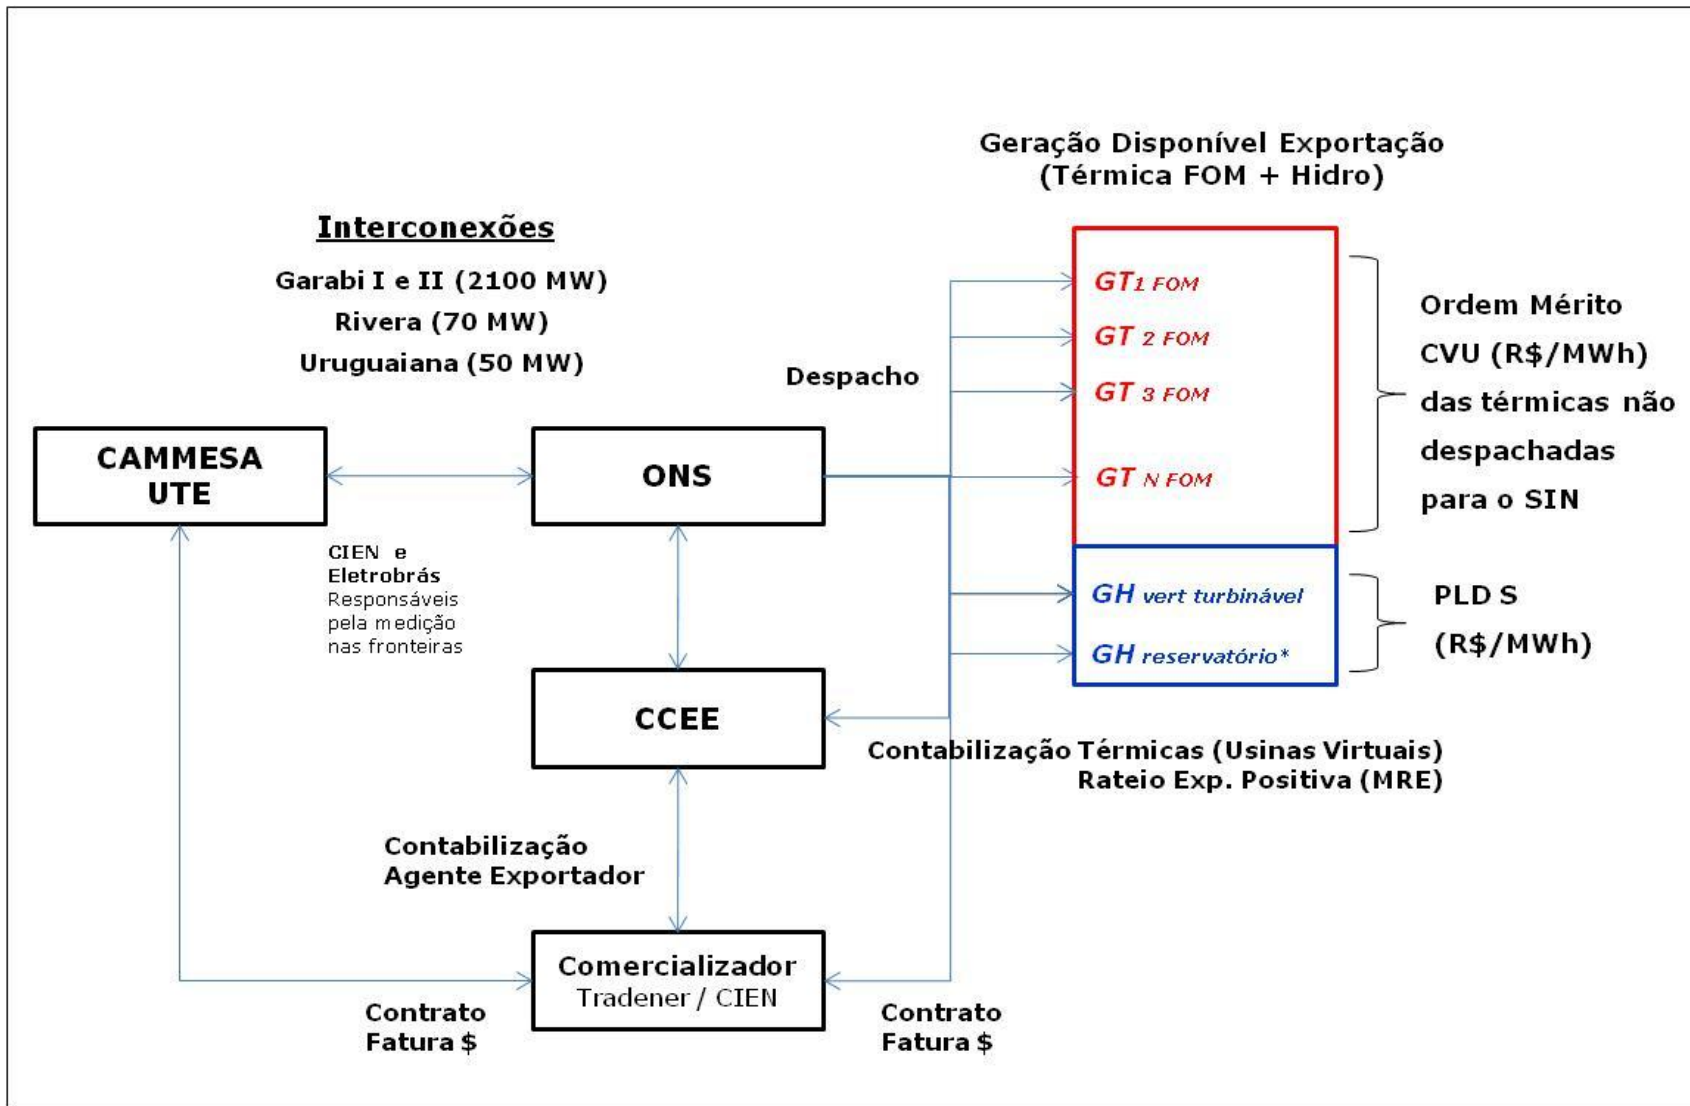 Geração Disponível Exportação
(Térmica FOM + Hidro)
Interconexões
Garabi I e II (2100 MW)
Rivera (70 MW)
Uruguaiana (50 MW)
Despacho
GT1 FOM
GT 2 FOM
GT 3 FOM
GT N FOM
Ordem Mérito
CVU (R$/MWh)
das térmicas não
despachadas
para o SIN
CAMMESA
UTE
ONS
CIEN e
Eletrobrás
Responsáveis
pela medição
nas fronteiras
GH vert turbinável
GH reservatório*
PLD S
(R$/MWh)
CCEE
Contabilização Térmicas (Usinas Virtuais)
Rateio Exp. Positiva (MRE)
Contabilização
Agente Exportador
Comercializador
Tradener / CIEN
Contrato
Fatura $
Contrato
Fatura $